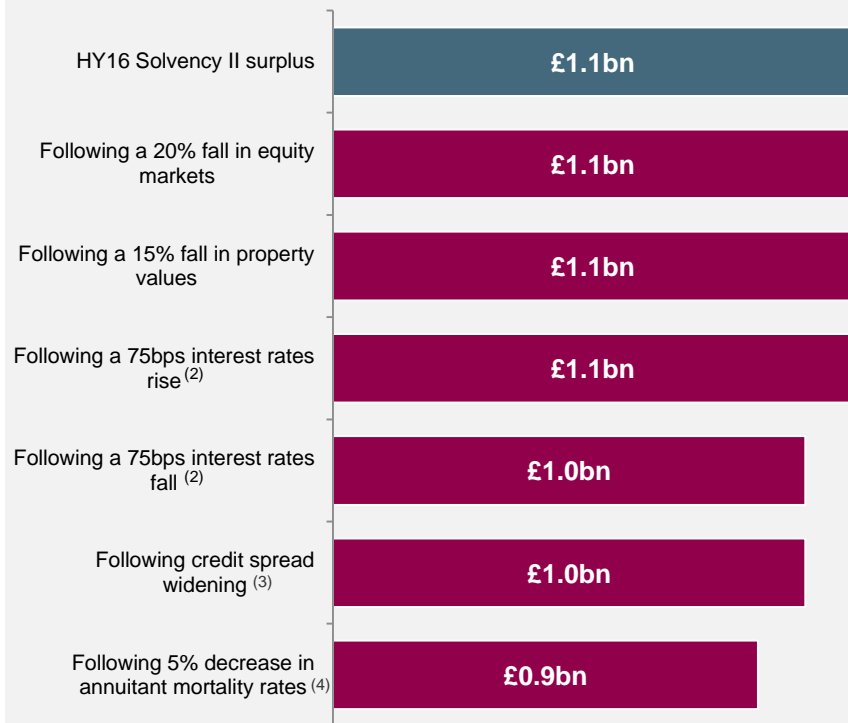 HY16 Solvency II surplus
£1.1bn
Following a 20% fall in equity
markets
£1.1bn
Following a 15% fall in property
values
£1.1bn
Following a 75bps interest rates
rise (2)
£1.1bn
Following a 75bps interest rates
fall (2)
£1.0bn
Following credit spread
widening (3)
£1.0bn
Following 5% decrease in
annuitant mortality rates (4)
£0.9bn